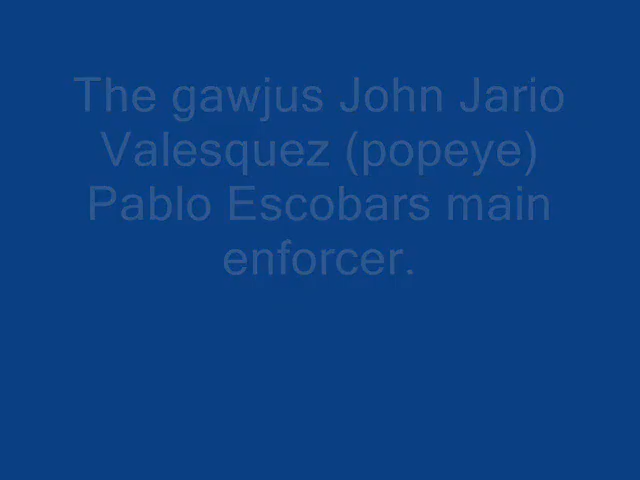 The gawjus John Jario
Valesquez (popeye)
Pablo Escobars main
enforcer.